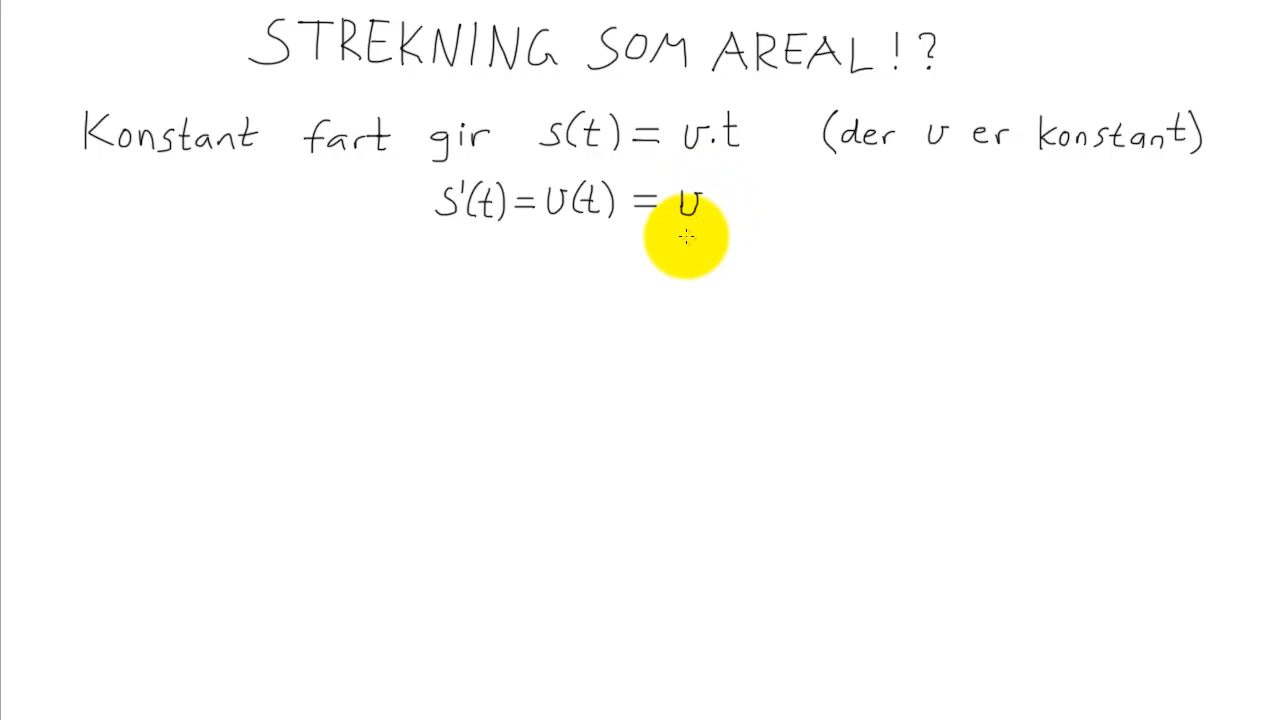 STREKNING SOM AREAL!?
Konstant fart gir s(t) = v·t (der v er konstant)
s'(t) = v(t) = v